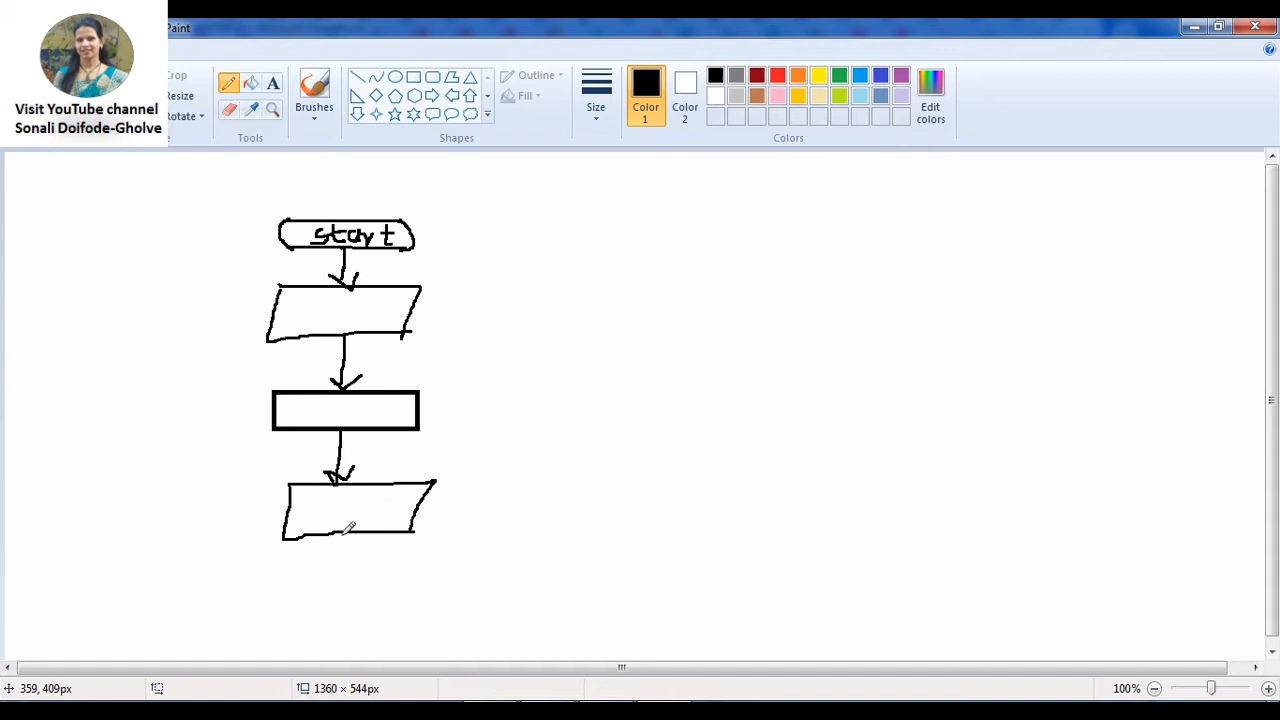 Paint
Visit YouTube channel
Sonali Doifode-Gholve
Crop
Resize
Rotate
Tools
Brushes
Shapes
Outline
Fill
Size
Color
1
Color
2
Edit
colors
Colors
start
359, 409px
1360 × 544px
100%